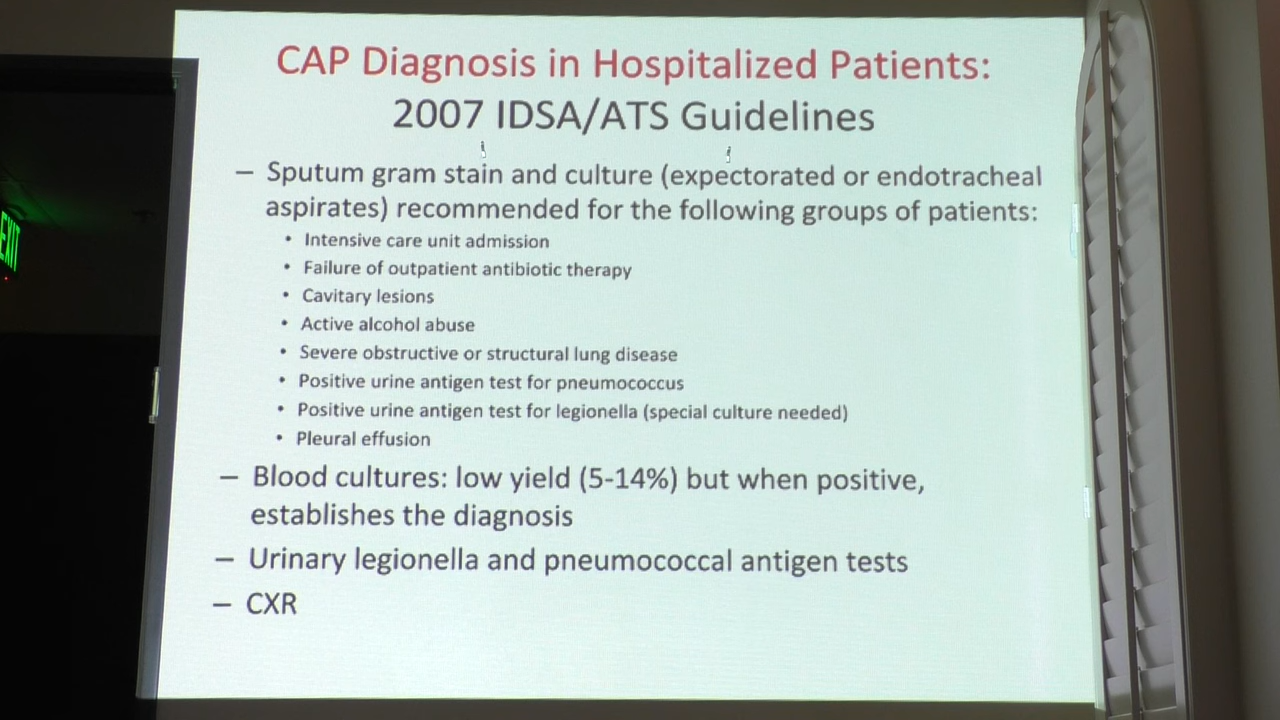 CAP Diagnosis in Hospitalized Patients:
2007 IDSA/ATS Guidelines
– Sputum gram stain and culture (expectorated or endotracheal
aspirates) recommended for the following groups of patients:
• Intensive care unit admission
• Failure of outpatient antibiotic therapy
• Cavitary lesions
• Active alcohol abuse
• Severe obstructive or structural lung disease
• Positive urine antigen test for pneumococcus
• Positive urine antigen test for legionella (special culture needed)
• Pleural effusion
– Blood cultures: low yield (5-14%) but when positive,
establishes the diagnosis
– Urinary legionella and pneumococcal antigen tests
– CXR
EXIT